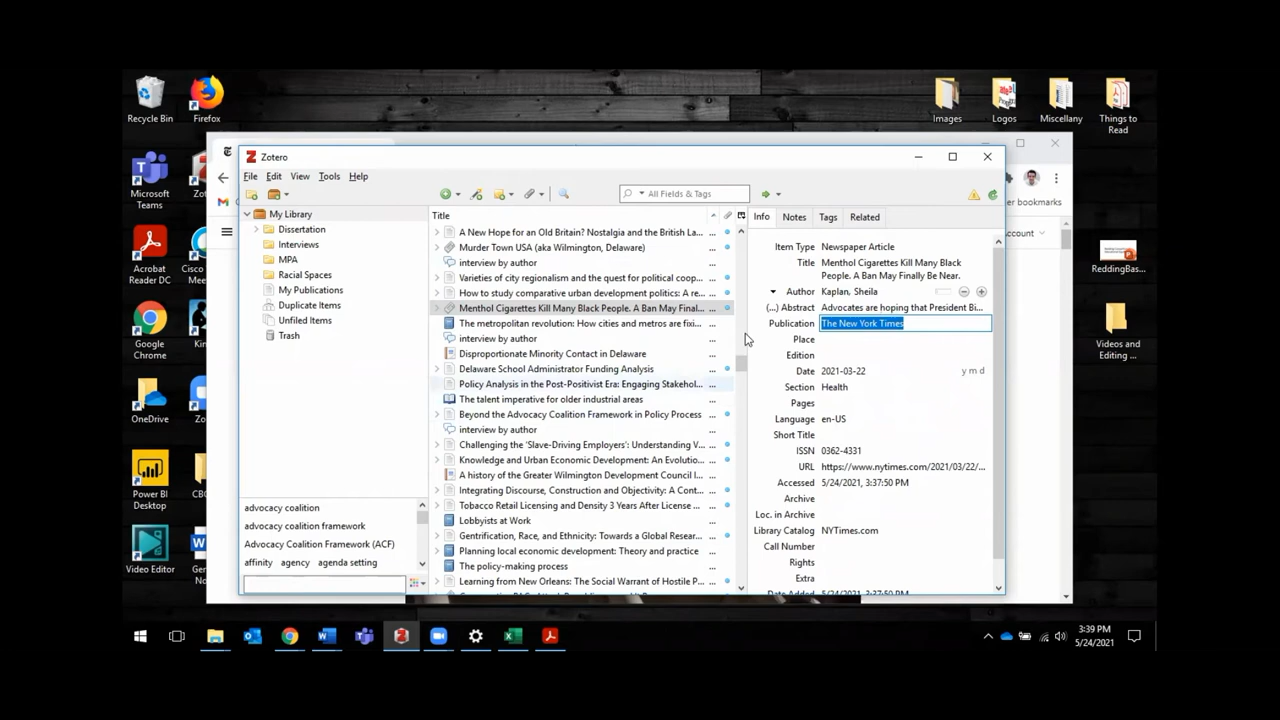 Recycle Bin
Firefox
Microsoft
Teams
Acrobat
Reader DC
Cisco
Google
Chrome
OneDrive
Power BI
Desktop
Video Editor
Images
Logos
Miscellany
Things to
Read
ReddingBas...
Videos and
Editing ...
er bookmarks
ccount
Zotero
File Edit View Tools Help
All Fields & Tags
My Library
Dissertation
Interviews
MPA
Racial Spaces
My Publications
Duplicate Items
Unfiled Items
Trash
advocacy coalition
advocacy coalition framework
Advocacy Coalition Framework (ACF)
affinity agency agenda setting
Title
A New Hope for an Old Britain? Nostalgia and the British La...
Murder Town USA (aka Wilmington, Delaware) ...
interview by author ...
Varieties of city regionalism and the quest for political coop...
How to study comparative urban development politics: A re...
Menthol Cigarettes Kill Many Black People. A Ban May Final...
The metropolitan revolution: How cities and metros are fixi...
interview by author ...
Disproportionate Minority Contact in Delaware ...
Delaware School Administrator Funding Analysis ...
Policy Analysis in the Post-Positivist Era: Engaging Stakehol...
The talent imperative for older industrial areas ...
Beyond the Advocacy Coalition Framework in Policy Process ...
interview by author ...
Challenging the 'Slave-Driving Employers': Understanding V...
Knowledge and Urban Economic Development: An Evolutio...
A history of the Greater Wilmington Development Council I...
Integrating Discourse, Construction and Objectivity: A Cont...
Tobacco Retail Licensing and Density 3 Years After License ...
Lobbyists at Work ...
Gentrification, Race, and Ethnicity: Towards a Global Resear...
Planning local economic development: Theory and practice ...
The policy-making process ...
Learning from New Orleans: The Social Warrant of Hostile P...
Info Notes Tags Related
Item Type Newspaper Article
Title Menthol Cigarettes Kill Many Black
People. A Ban May Finally Be Near.
Author Kaplan, Sheila
(...) Abstract Advocates are hoping that President Bi...
Publication The New York Times
Place
Edition
Date 2021-03-22 y m d
Section Health
Pages
Language en-US
Short Title
ISSN 0362-4331
URL https://www.nytimes.com/2021/03/22/...
Accessed 5/24/2021, 3:37:50 PM
Archive
Loc. in Archive
Library Catalog NYTimes.com
Call Number
Rights
Extra
Date Added 5/24/2021, 3:37:50 PM
3:39 PM
5/24/2021